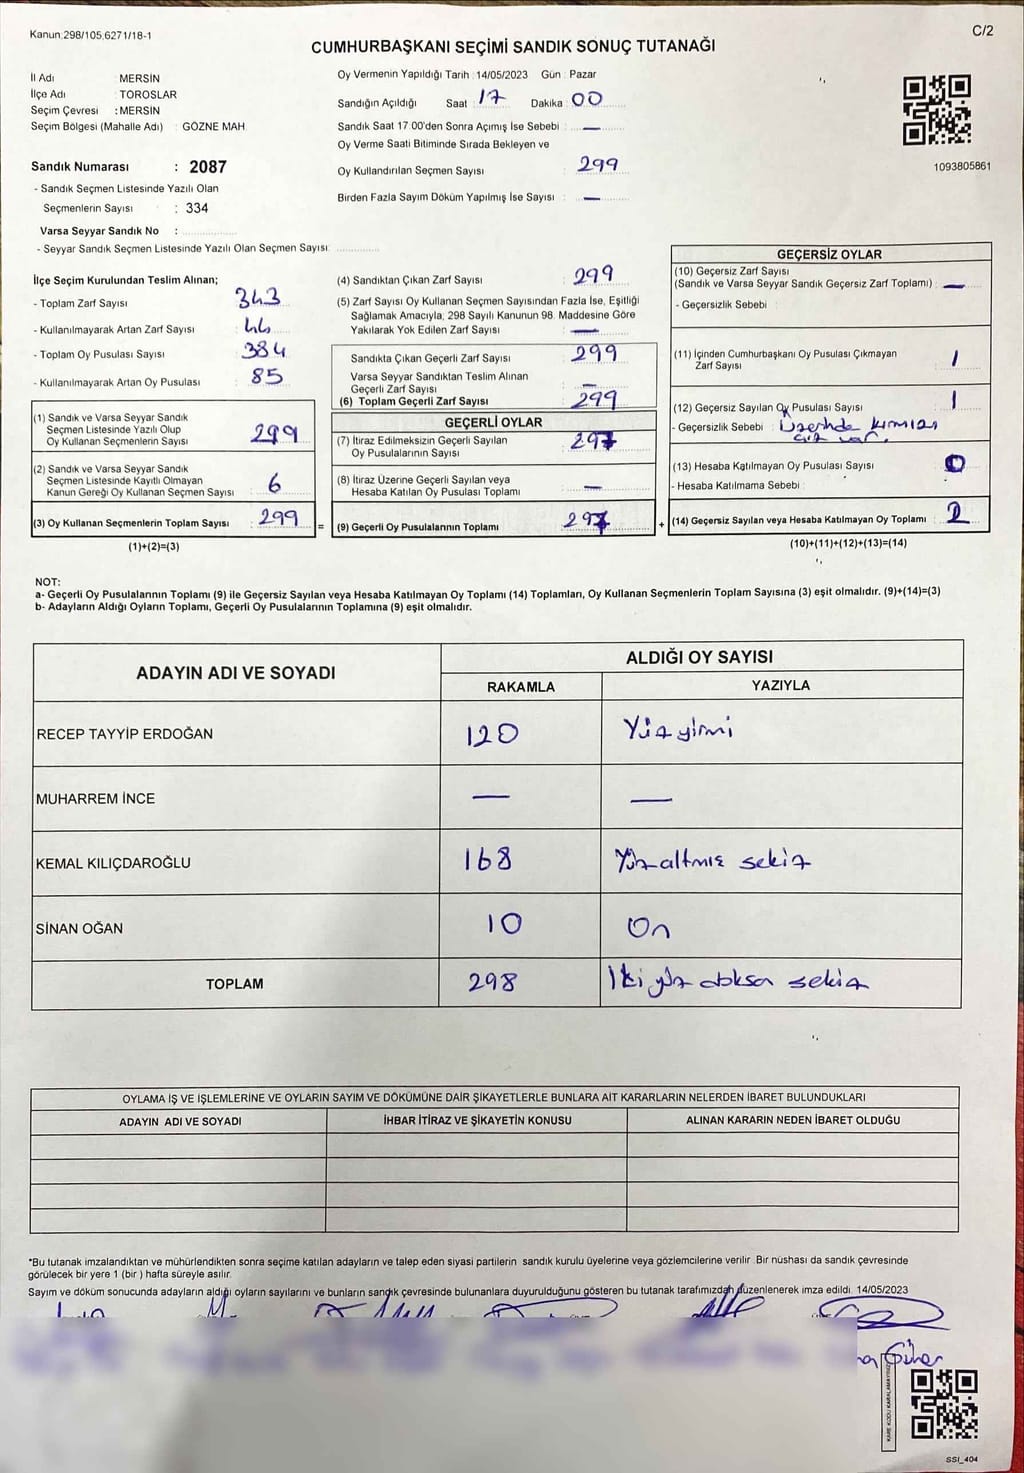 Kanun:298/105,6271/18-1
C/2
CUMHURBAŞKANI SEÇİMİ SANDIK SONUÇ TUTANAĞI
İl Adı : MERSİN
İlçe Adı : TOROSLAR
Seçim Çevresi : MERSİN
Seçim Bölgesi (Mahalle Adı) : GÖZNE MAH
Sandık Numarası : 2087
- Sandık Seçmen Listesinde Yazılı Olan
Seçmenlerin Sayısı : 334
Varsa Seyyar Sandık No :
- Seyyar Sandık Seçmen Listesinde Yazılı Olan Seçmen Sayısı:
Oy Vermenin Yapıldığı Tarih : 14/05/2023 Gün : Pazar
Sandığın Açıldığı Saat 17 Dakika 00
Sandık Saat 17:00'den Sonra Açımış İse Sebebi : —
Oy Verme Saati Bitiminde Sırada Bekleyen ve
Oy Kullandırılan Seçmen Sayısı : 299
Birden Fazla Sayım Döküm Yapılmış İse Sayısı : —
1093805861
İlçe Seçim Kurulundan Teslim Alınan;
- Toplam Zarf Sayısı : 343
- Kullanılmayarak Artan Zarf Sayısı : 44
- Toplam Oy Pusulası Sayısı : 384
- Kullanılmayarak Artan Oy Pusulası : 85
(1) Sandık ve Varsa Seyyar Sandık
Seçmen Listesinde Yazılı Olup
Oy Kullanan Seçmenlerin Sayısı : 299
(2) Sandık ve Varsa Seyyar Sandık
Seçmen Listesinde Kayıtlı Olmayan
Kanun Gereği Oy Kullanan Seçmen Sayısı : 6
(3) Oy Kullanan Seçmenlerin Toplam Sayısı : 299
(1)+(2)=(3)
=
(4) Sandıktan Çıkan Zarf Sayısı : 299
(5) Zarf Sayısı Oy Kullanan Seçmen Sayısından Fazla İse, Eşitliği
Sağlamak Amacıyla; 298 Sayılı Kanunun 98. Maddesine Göre
Yakılarak Yok Edilen Zarf Sayısı : —
Sandıkta Çıkan Geçerli Zarf Sayısı : 299
Varsa Seyyar Sandıktan Teslim Alınan
Geçerli Zarf Sayısı : —
(6) Toplam Geçerli Zarf Sayısı : 299
GEÇERLİ OYLAR
(7) İtiraz Edilmeksizin Geçerli Sayılan
Oy Pusulalarının Sayısı : 297
(8) İtiraz Üzerine Geçerli Sayılan veya
Hesaba Katılan Oy Pusulası Toplamı : —
(9) Geçerli Oy Pusulalarının Toplamı : 297
+
GEÇERSİZ OYLAR
(10) Geçersiz Zarf Sayısı
(Sandık ve Varsa Seyyar Sandık Geçersiz Zarf Toplamı) : —
- Geçersizlik Sebebi :
(11) İçinden Cumhurbaşkanı Oy Pusulası Çıkmayan
Zarf Sayısı : 1
(12) Geçersiz Sayılan Oy Pusulası Sayısı : 1
- Geçersizlik Sebebi : Üzerinde kırmızı
çiz var.
(13) Hesaba Katılmayan Oy Pusulası Sayısı : 0
- Hesaba Katılmama Sebebi :
(14) Geçersiz Sayılan veya Hesaba Katılmayan Oy Toplamı : 2
(10)+(11)+(12)+(13)=(14)
NOT:
a- Geçerli Oy Pusulalarının Toplamı (9) ile Geçersiz Sayılan veya Hesaba Katılmayan Oy Toplamı (14) Toplamları, Oy Kullanan Seçmenlerin Toplam Sayısına (3) eşit olmalıdır. (9)+(14)=(3)
b- Adayların Aldığı Oyların Toplamı, Geçerli Oy Pusulalarının Toplamına (9) eşit olmalıdır.
ADAYIN ADI VE SOYADI
ALDIĞI OY SAYISI
RAKAMLA YAZIYLA
RECEP TAYYİP ERDOĞAN 120 Yüz yirmi
MUHARREM İNCE — —
KEMAL KILIÇDAROĞLU 168 Yüz altmış sekiz
SİNAN OĞAN 10 On
TOPLAM 298 İki yüz doksan sekiz
OYLAMA İŞ VE İŞLEMLERİNE VE OYLARIN SAYIM VE DÖKÜMÜNE DAİR ŞİKAYETLERLE BUNLARA AİT KARARLARIN NELERDEN İBARET BULUNDUKLARI
ADAYIN ADI VE SOYADI İHBAR İTİRAZ VE ŞİKAYETİN KONUSU ALINAN KARARIN NEDEN İBARET OLDUĞU
*Bu tutanak imzalandıktan ve mühürlendikten sonra seçime katılan adayların ve talep eden siyasi partilerin sandık kurulu üyelerine veya gözlemcilerine verilir. Bir nüshası da sandık çevresinde
görülecek bir yere 1 (bir ) hafta süreyle asılır.
Sayım ve döküm sonucunda adayların aldığı oyların sayılarını ve bunların sandık çevresinde bulunanlara duyurulduğunu gösteren bu tutanak tarafımızdan düzenlenerek imza edildi. 14/05/2023
KARE KODU KARALAMAYINIZ
SSI_404